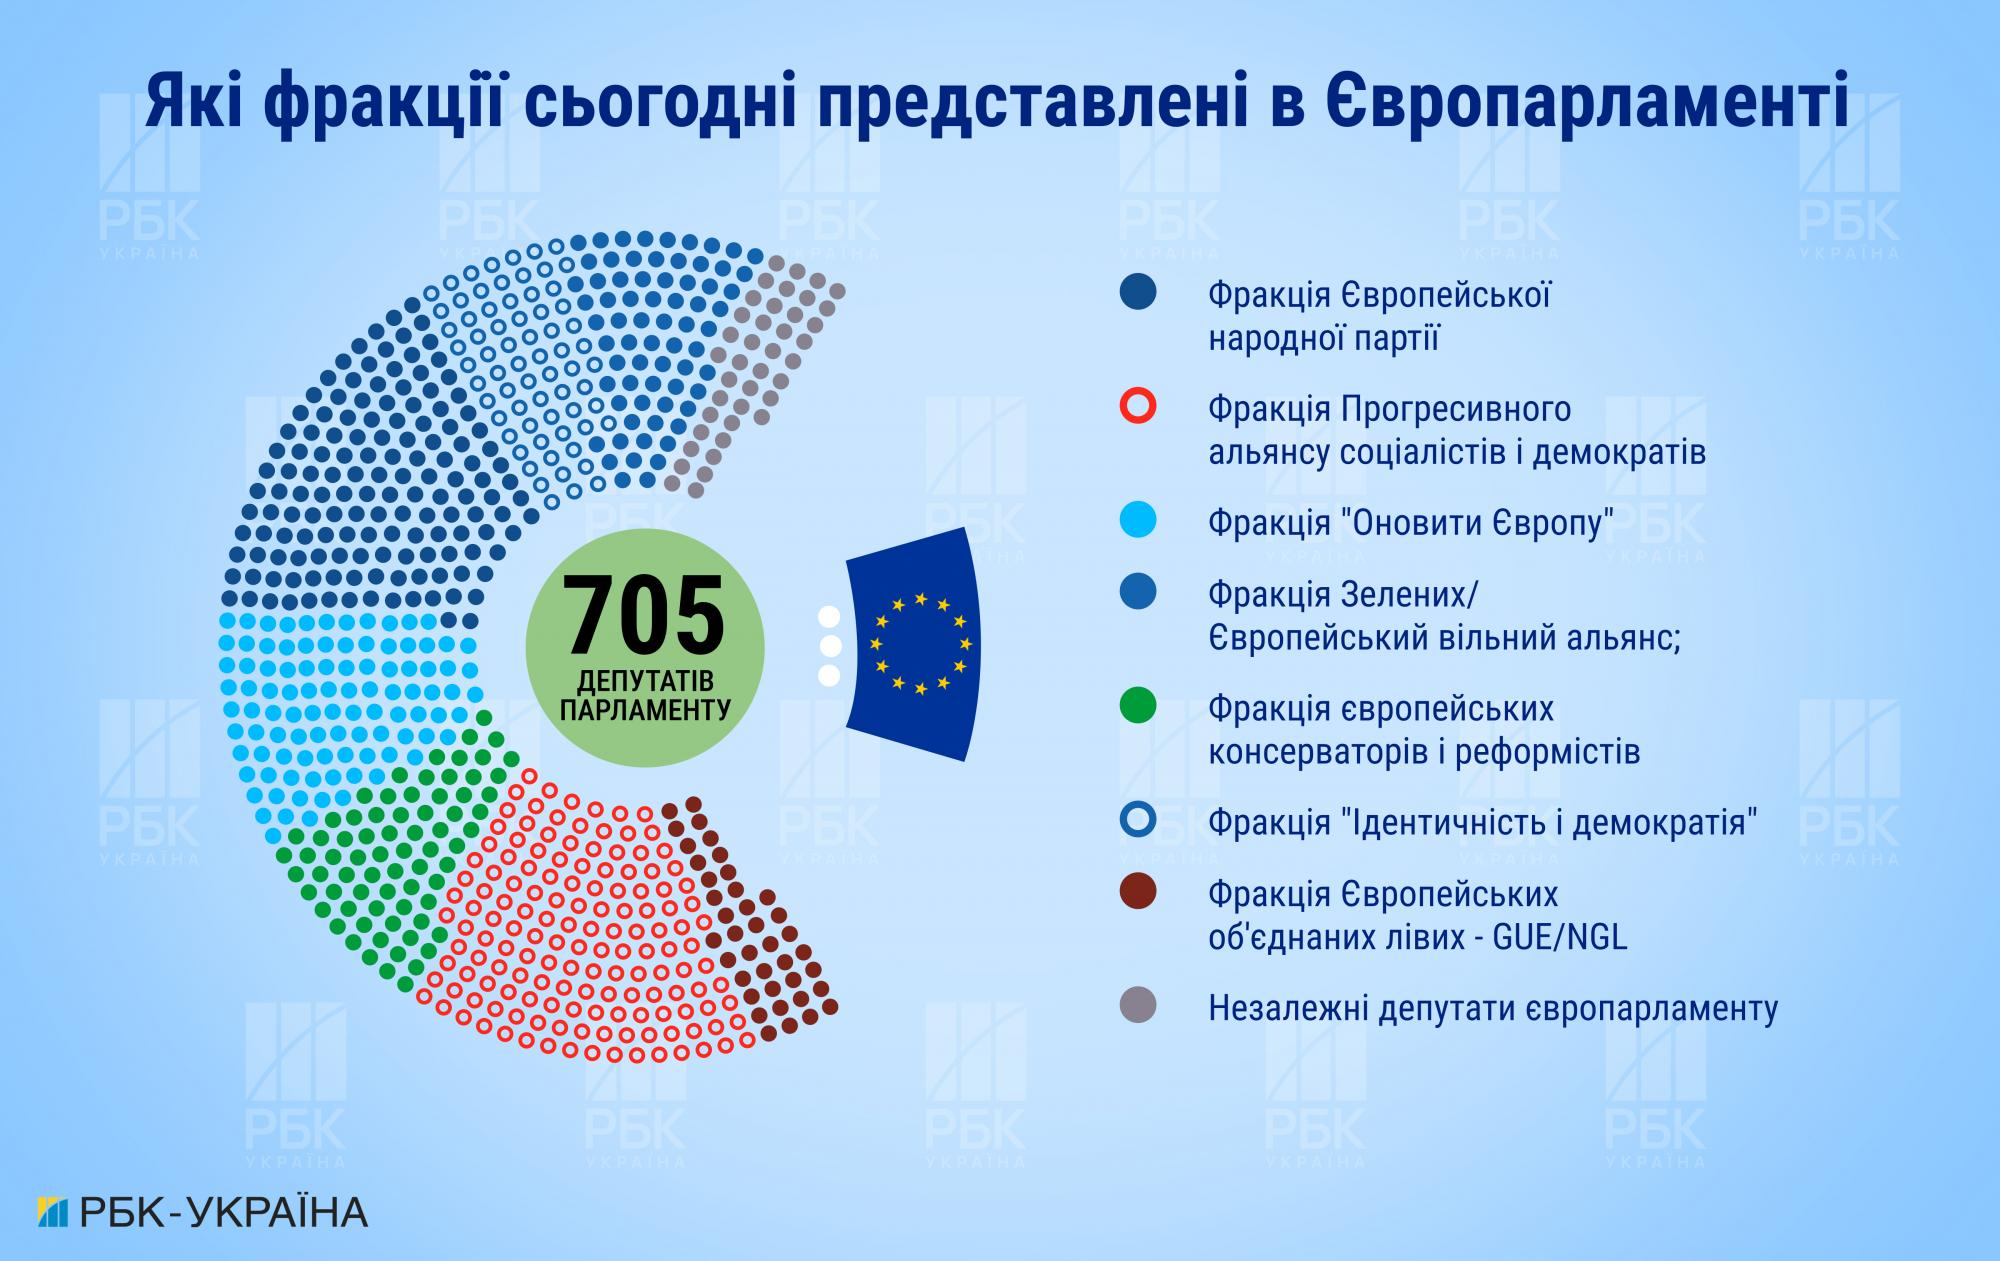 Які фракції сьогодні представлені в Європарламенті
705
ДЕПУТАТІВ
ПАРЛАМЕНТУ
Фракція Європейської
народної партії
Фракція Прогресивного
альянсу соціалістів і демократів
Фракція "Оновити Європу"
Фракція Зелених/
Європейський вільний альянс;
Фракція європейських
консерваторів і реформістів
Фракція "Ідентичність і демократія"
Фракція Європейських
об'єднаних лівих - GUE/NGL
Незалежні депутати європарламенту
РБК-УКРАЇНА